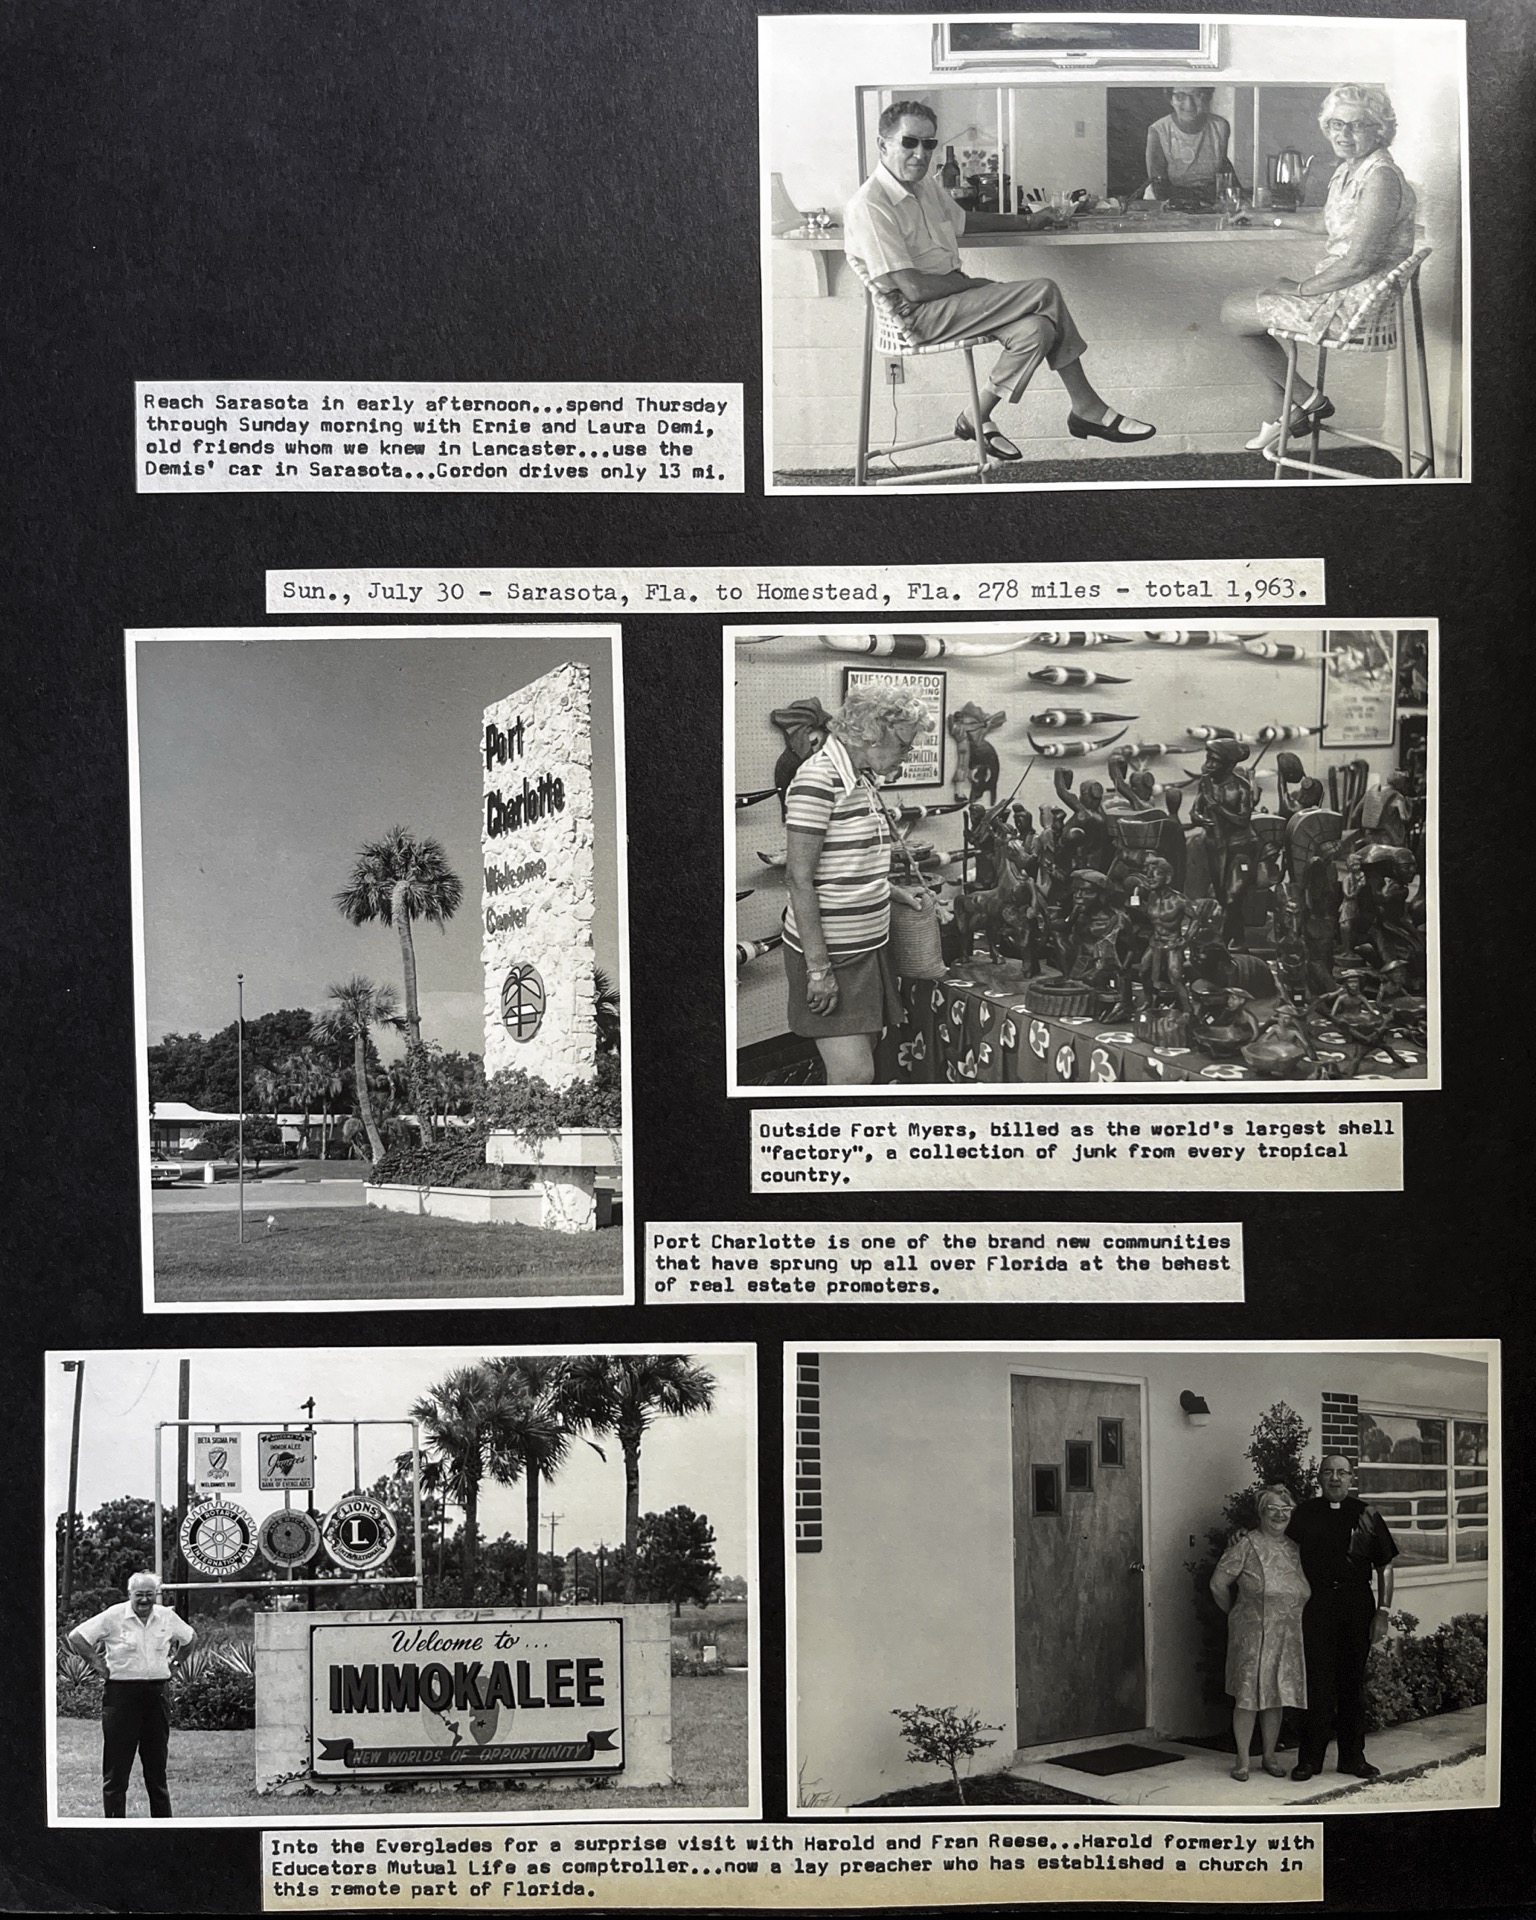 Reach Sarasota in early afternoon...spend Thursday
through Sunday morning with Ernie and Laura Demi,
old friends whom we knew in Lancaster...use the
Demis' car in Sarasota...Gordon drives only 13 mi.
Sun., July 30 - Sarasota, Fla. to Homestead, Fla. 278 miles - total 1,963.
Port
Charlotte
Welcome
Center
NUEVO LAREDO
Outside Fort Myers, billed as the world's largest shell
"factory", a collection of junk from every tropical
country.
Port Charlotte is one of the brand new communities
that have sprung up all over Florida at the behest
of real estate promoters.
BETA SIGMA PHI
WELCOMES YOU
IMMOKALEE
Jaycees
BANK OF EVERGLADES
ROTARY
INTERNATIONAL
LIONS
L
INTERNATIONAL
CLASS OF 71
Welcome to...
IMMOKALEE
NEW WORLDS OF OPPORTUNITY
Into the Everglades for a surprise visit with Harold and Fran Reese...Harold formerly with
Educators Mutual Life as comptroller...now a lay preacher who has established a church in
this remote part of Florida.